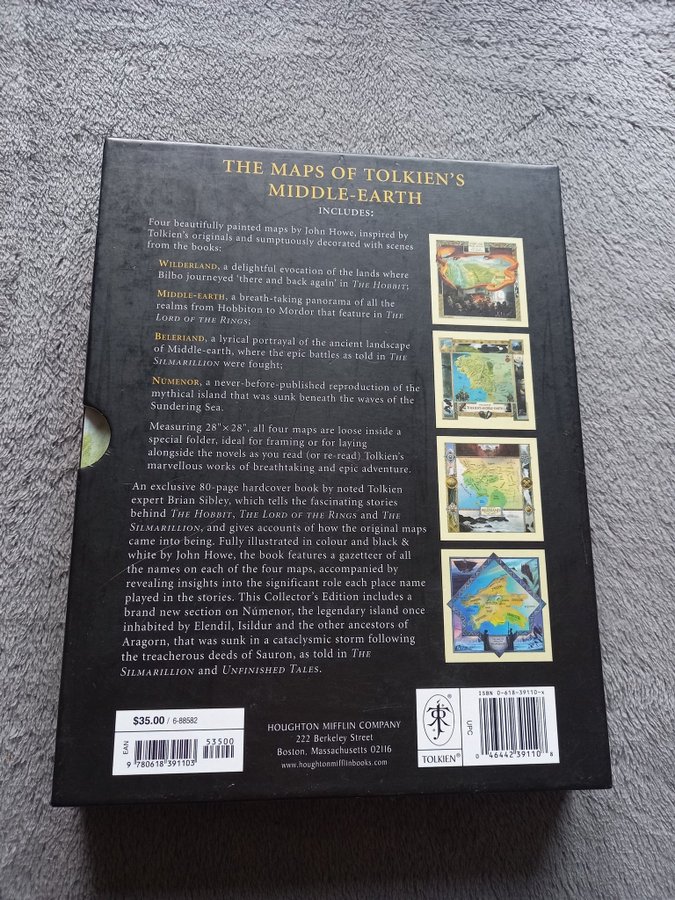 THE MAPS OF TOLKIEN'S
MIDDLE-EARTH
INCLUDES:
Four beautifully painted maps by John Howe, inspired by
Tolkien's originals and sumptuously decorated with scenes
from the books:
WILDERLAND, a delightful evocation of the lands where
Bilbo journeyed 'there and back again' in THE HOBBIT;
MIDDLE-EARTH, a breath-taking panorama of all the
realms from Hobbiton to Mordor that feature in THE
LORD OF THE RINGS;
BELERIAND, a lyrical portrayal of the ancient landscape
of Middle-earth, where the epic battles as told in THE
SILMARILLION were fought;
NÚMENOR, a never-before-published reproduction of the
mythical island that was sunk beneath the waves of the
Sundering Sea.
Measuring 28"× 28", all four maps are loose inside a
special folder, ideal for framing or for laying
alongside the novels as you read (or re-read) Tolkien's
marvellous works of breathtaking and epic adventure.
An exclusive 80-page hardcover book by noted Tolkien
expert Brian Sibley, which tells the fascinating stories
behind THE HOBBIT, THE LORD OF THE RINGS and THE
SILMARILLION, and gives accounts of how the original maps
came into being. Fully illustrated in colour and black &
white by John Howe, the book features a gazetteer of all
the names on each of the four maps, accompanied by
revealing insights into the significant role each place name
played in the stories. This Collector's Edition includes a
brand new section on Númenor, the legendary island once
inhabited by Elendil, Isildur and the other ancestors of
Aragorn, that was sunk in a cataclysmic storm following
the treacherous deeds of Sauron, as told in THE
SILMARILLION and UNFINISHED TALES.
$35.00 / 6-88582
EAN
53500
9 780618 391103
HOUGHTON MIFFLIN COMPANY
222 Berkeley Street
Boston, Massachusetts 02116
www.houghtonmifflinbooks.com
®
TOLKIEN®
ISBN 0-618-39110-X
UPC
0 46442 39110 8